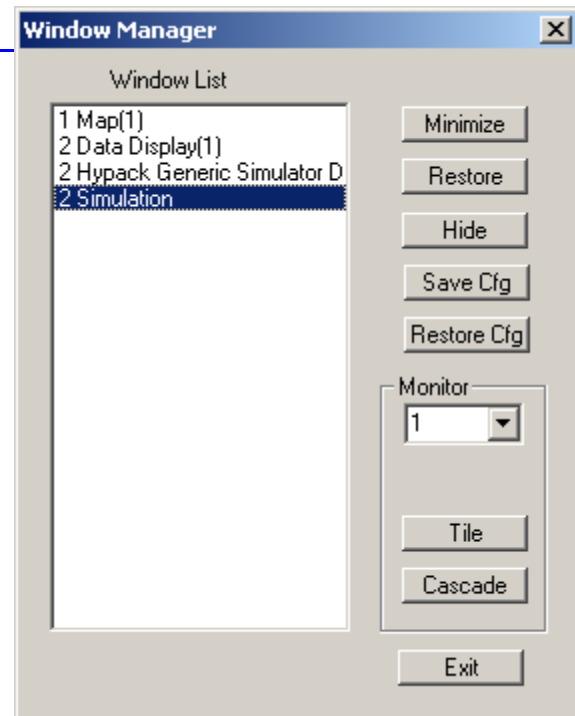 Window Manager
Window List
1 Map(1)
2 Data Display(1)
2 Hypack Generic Simulator D
2 Simulation
Minimize
Restore
Hide
Save Cfg
Restore Cfg
Monitor
1
Tile
Cascade
Exit